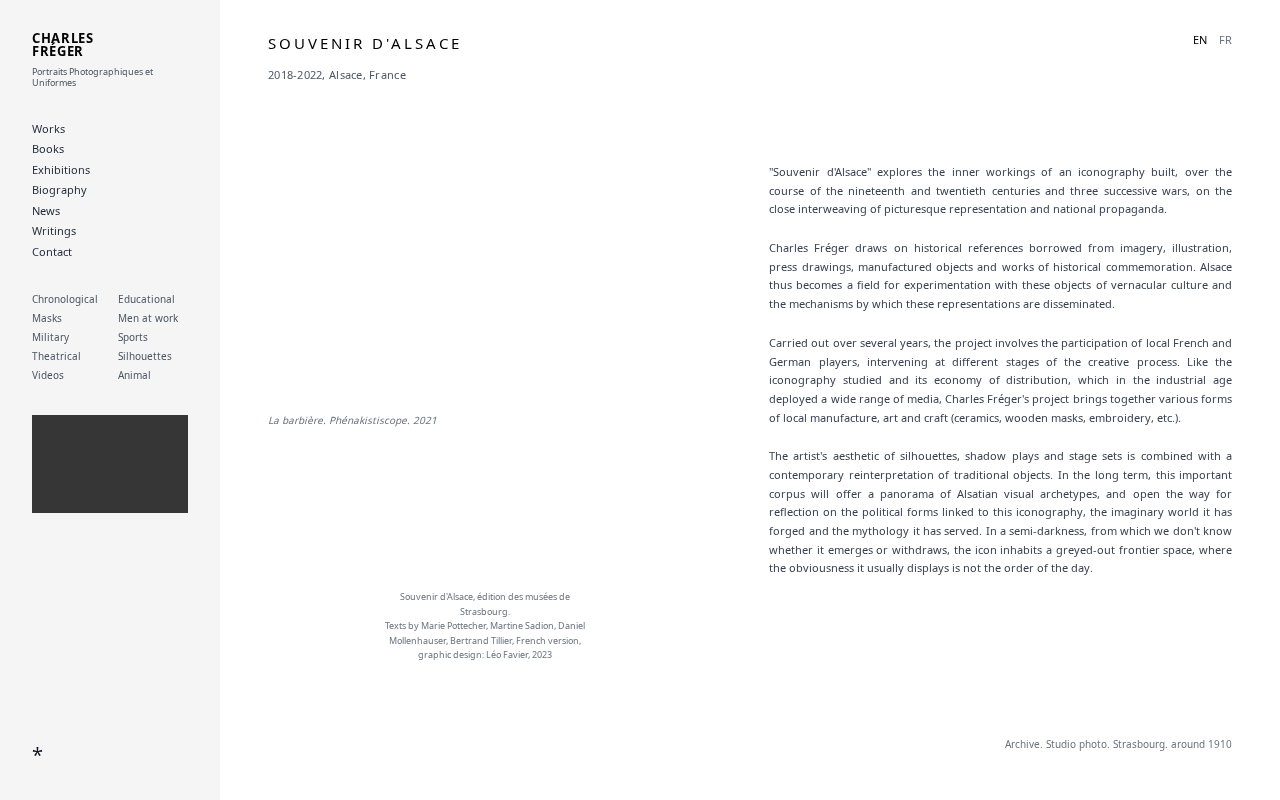 CHARLES
FRÉGER
Portraits Photographiques et
Uniformes
Works
Books
Exhibitions
Biography
News
Writings
Contact
Chronological
Masks
Military
Theatrical
Videos
Educational
Men at work
Sports
Silhouettes
Animal
*
SOUVENIR D'ALSACE
2018-2022, Alsace, France
EN FR
La barbière. Phénakistiscope. 2021
Souvenir d'Alsace, édition des musées de
Strasbourg.
Texts by Marie Pottecher, Martine Sadion, Daniel
Mollenhauser, Bertrand Tillier, French version,
graphic design: Léo Favier, 2023
"Souvenir d'Alsace" explores the inner workings of an iconography built, over the
course of the nineteenth and twentieth centuries and three successive wars, on the
close interweaving of picturesque representation and national propaganda.
Charles Fréger draws on historical references borrowed from imagery, illustration,
press drawings, manufactured objects and works of historical commemoration. Alsace
thus becomes a field for experimentation with these objects of vernacular culture and
the mechanisms by which these representations are disseminated.
Carried out over several years, the project involves the participation of local French and
German players, intervening at different stages of the creative process. Like the
iconography studied and its economy of distribution, which in the industrial age
deployed a wide range of media, Charles Fréger's project brings together various forms
of local manufacture, art and craft (ceramics, wooden masks, embroidery, etc.).
The artist's aesthetic of silhouettes, shadow plays and stage sets is combined with a
contemporary reinterpretation of traditional objects. In the long term, this important
corpus will offer a panorama of Alsatian visual archetypes, and open the way for
reflection on the political forms linked to this iconography, the imaginary world it has
forged and the mythology it has served. In a semi-darkness, from which we don't know
whether it emerges or withdraws, the icon inhabits a greyed-out frontier space, where
the obviousness it usually displays is not the order of the day.
Archive. Studio photo. Strasbourg. around 1910